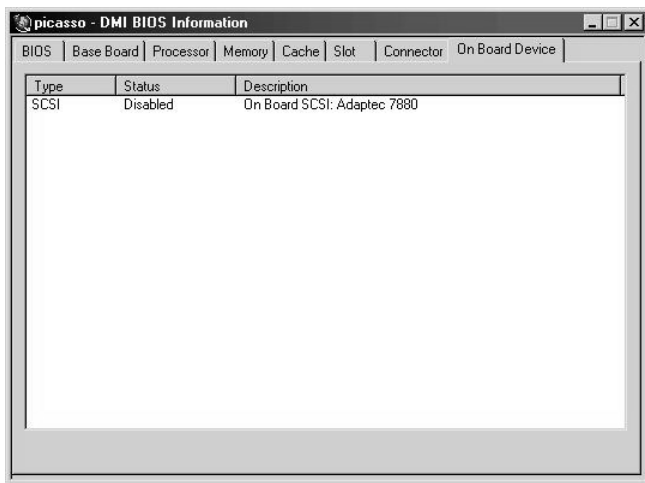 picasso - DMI BIOS Information
BIOS Base Board Processor Memory Cache Slot Connector On Board Device
Type Status Description
SCSI Disabled On Board SCSI: Adaptec 7880